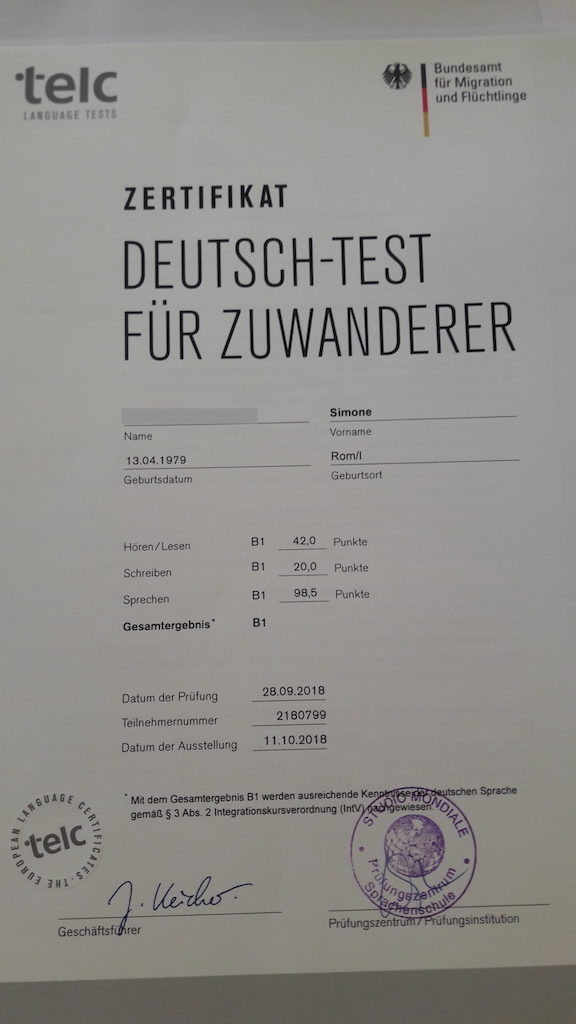 telc
LANGUAGE TESTS
Bundesamt
für Migration
und Flüchtlinge
ZERTIFIKAT
DEUTSCH-TEST
FÜR ZUWANDERER
Simone
Name
Vorname
13.04.1979
Rom/I
Geburtsdatum
Geburtsort
Hören/Lesen B1 42,0 Punkte
Schreiben B1 20,0 Punkte
Sprechen B1 98,5 Punkte
Gesamtergebnis* B1
Datum der Prüfung 28.09.2018
Teilnehmernummer 2180799
Datum der Ausstellung 11.10.2018
* Mit dem Gesamtergebnis B1 werden ausreichende Kenntnisse der deutschen Sprache
gemäß § 3 Abs. 2 Integrationskursverordnung (IntV) nachgewiesen.
THE EUROPEAN LANGUAGE CERTIFICATES
telc
STUDIO MONDIALE
Prüfungszentrum
Sprachenschule
Geschäftsführer
Prüfungszentrum/Prüfungsinstitution